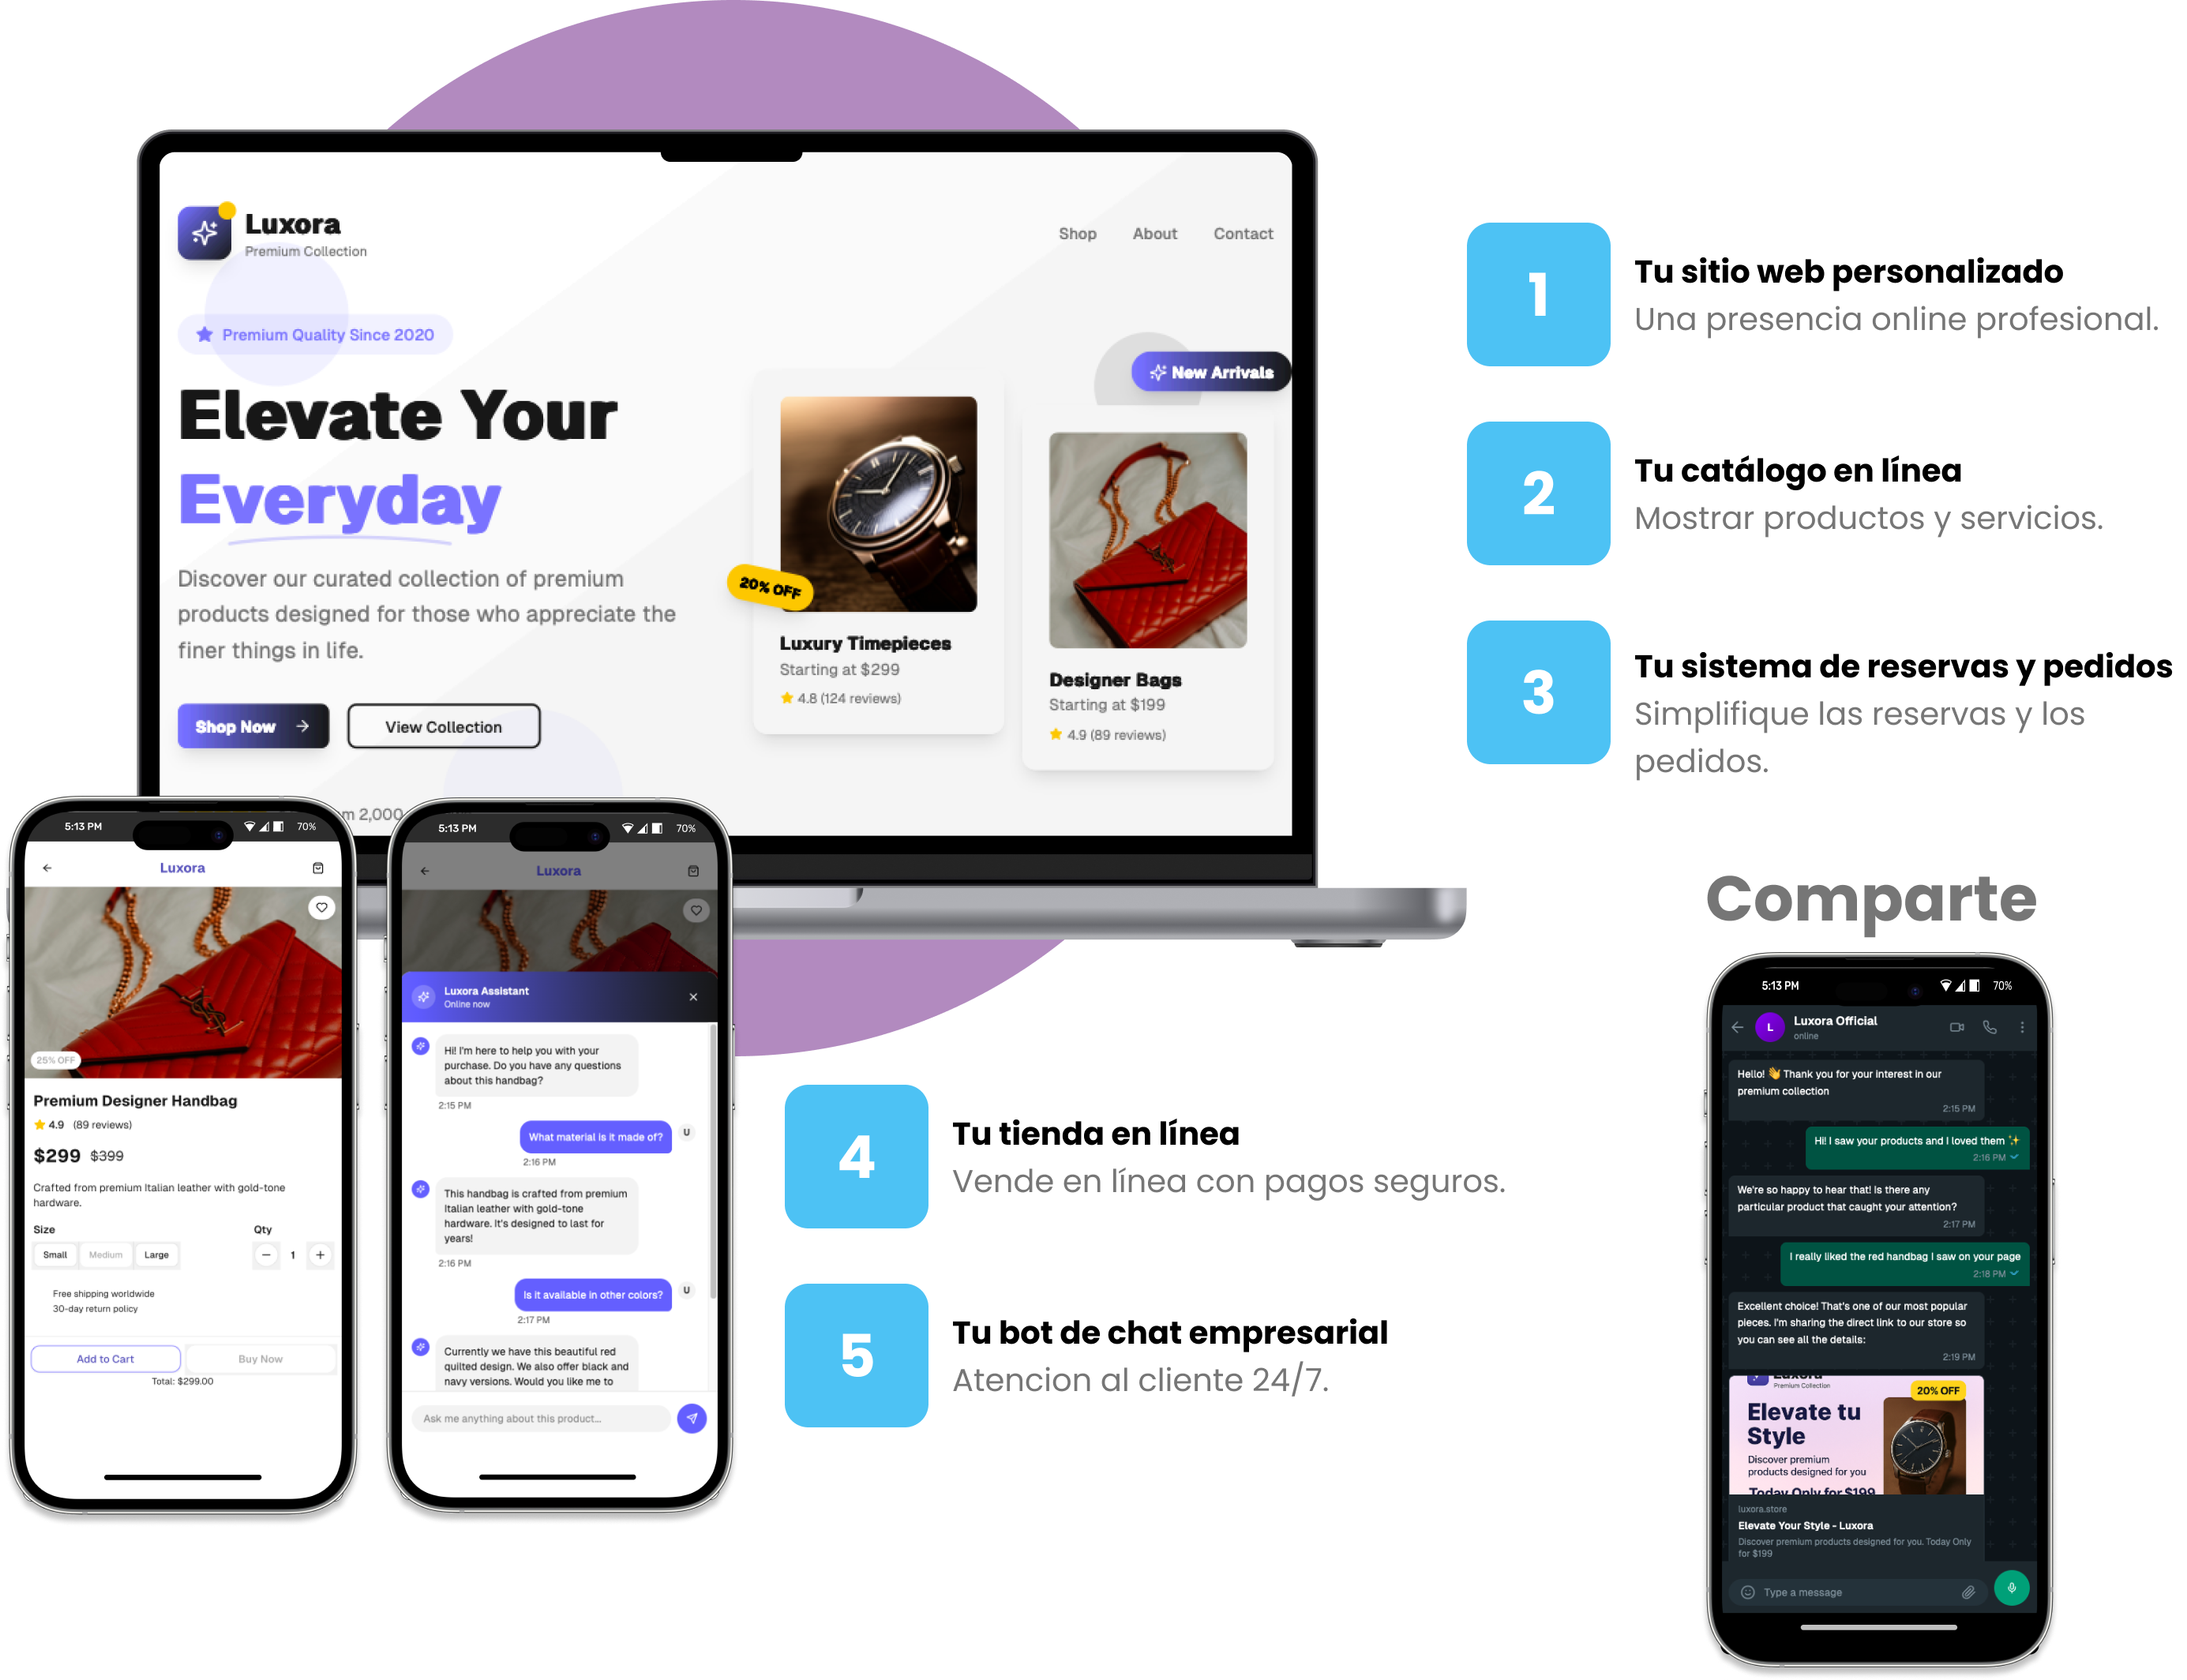 Luxora
Premium Collection
Shop About Contact
Premium Quality Since 2020
Elevate Your
Everyday
Discover our curated collection of premium
products designed for those who appreciate the
finer things in life.
Shop Now
View Collection
m 2,000
20% OFF
Luxury Timepieces
Starting at $299
4.8 (124 reviews)
New Arrivals
Designer Bags
Starting at $199
4.9 (89 reviews)
1
Tu sitio web personalizado
Una presencia online profesional.
2
Tu catálogo en línea
Mostrar productos y servicios.
3
Tu sistema de reservas y pedidos
Simplifique las reservas y los
pedidos.
5:13 PM 70%
Luxora
25% OFF
Premium Designer Handbag
4.9 (89 reviews)
$299 $399
Crafted from premium Italian leather with gold-tone
hardware.
Size Qty
Small Medium Large 1
Free shipping worldwide
30-day return policy
Add to Cart Buy Now
Total: $299.00
5:13 PM 70%
Luxora
Luxora Assistant
Online now
Hi! I'm here to help you with your
purchase. Do you have any questions
about this handbag?
2:15 PM
What material is it made of?
U
2:16 PM
This handbag is crafted from premium
Italian leather with gold-tone
hardware. It's designed to last for
years!
2:16 PM
Is it available in other colors?
U
2:17 PM
Currently we have this beautiful red
quilted design. We also offer black and
navy versions. Would you like me to
Ask me anything about this product...
4
Tu tienda en línea
Vende en línea con pagos seguros.
5
Tu bot de chat empresarial
Atencion al cliente 24/7.
Comparte
5:13 PM 70%
L
Luxora Official
online
Hello! 👋 Thank you for your interest in our
premium collection
2:15 PM
Hi! I saw your products and I loved them ✨
2:16 PM
We're so happy to hear that! Is there any
particular product that caught your attention?
2:17 PM
I really liked the red handbag I saw on your page
2:18 PM
Excellent choice! That's one of our most popular
pieces. I'm sharing the direct link to our store so
you can see all the details:
2:19 PM
Luxora
Premium Collection
20% OFF
Elevate tu
Style
Discover premium
products designed for you
Today Only for $199
luxora.store
Elevate Your Style - Luxora
Discover premium products designed for you. Today Only
for $199
Type a message